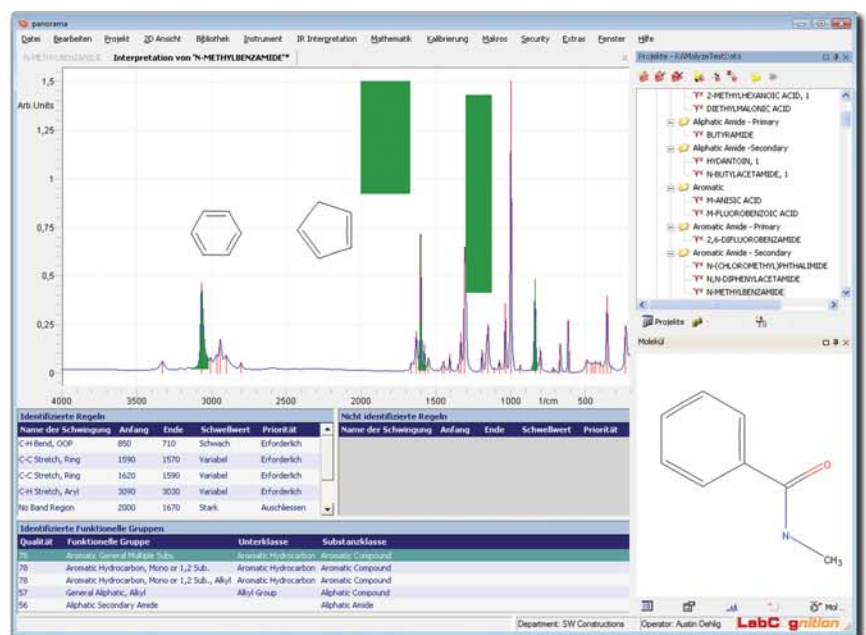 panorama
Datei Bearbeiten Projekt 2D Ansicht Bibliothek Instrument IR Interpretation Mathematik Kalibrierung Makros Security Extras Fenster Hilfe
N-METHYLBENZAMIDE Interpretation von 'N-METHYLBENZAMIDE'*
Arb.Units
1,5
1,25
1
0,75
0,5
0,25
0
4000 3500 3000 2500 2000 1500 1/cm 500
Projekte - RAMalyzeTestData
2-METHYLHEXANOIC ACID, 1
DIETHYLMALONIC ACID
Aliphatic Amide - Primary
BUTYRAMIDE
Aliphatic Amide -Secondary
HYDANTOIN, 1
N-BUTYLACETAMIDE, 1
Aromatic
M-ANISIC ACID
M-FLUOROBENZOIC ACID
Aromatic Amide - Primary
2,6-DIFLUOROBENZAMIDE
Aromatic Amide - Secondary
N-(CHLOROMETHYL)PHTHALIMIDE
N,N-DIPHENYLACETAMIDE
N-METHYLBENZAMIDE
Projekte
Molekül
O
N
CH3
Mol...
Identifizierte Regeln
Name der Schwingung Anfang Ende Schwellwert Priorität
C-H Bend, OOP 850 710 Schwach Erforderlich
C-C Stretch, Ring 1590 1570 Variabel Erforderlich
C-C Stretch, Ring 1620 1590 Variabel Erforderlich
C-H Stretch, Aryl 3090 3030 Variabel Erforderlich
No Band Region 2000 1670 Stark Auschliessen
Nicht identifizierte Regeln
Name der Schwingung Anfang Ende Schwellwert Priorität
Identifizierte Funktionelle Gruppen
Qualität Funktionelle Gruppe Unterklasse Substanzklasse
78 Aromatic General Multiple Subs. Aromatic Hydrocarbon Aromatic Compound
78 Aromatic Hydrocarbon, Mono or 1,2 Sub. Aromatic Hydrocarbon Aromatic Compound
78 Aromatic Hydrocarbon, Mono or 1,2 Sub., Alkyl Aromatic Hydrocarbon Aromatic Compound
57 General Aliphatic, Alkyl Alkyl Group Aliphatic Compound
56 Aliphatic Secondary Amide Aliphatic Amide
Department: SW Constructions Operator: Austin Oehlig LabCognition